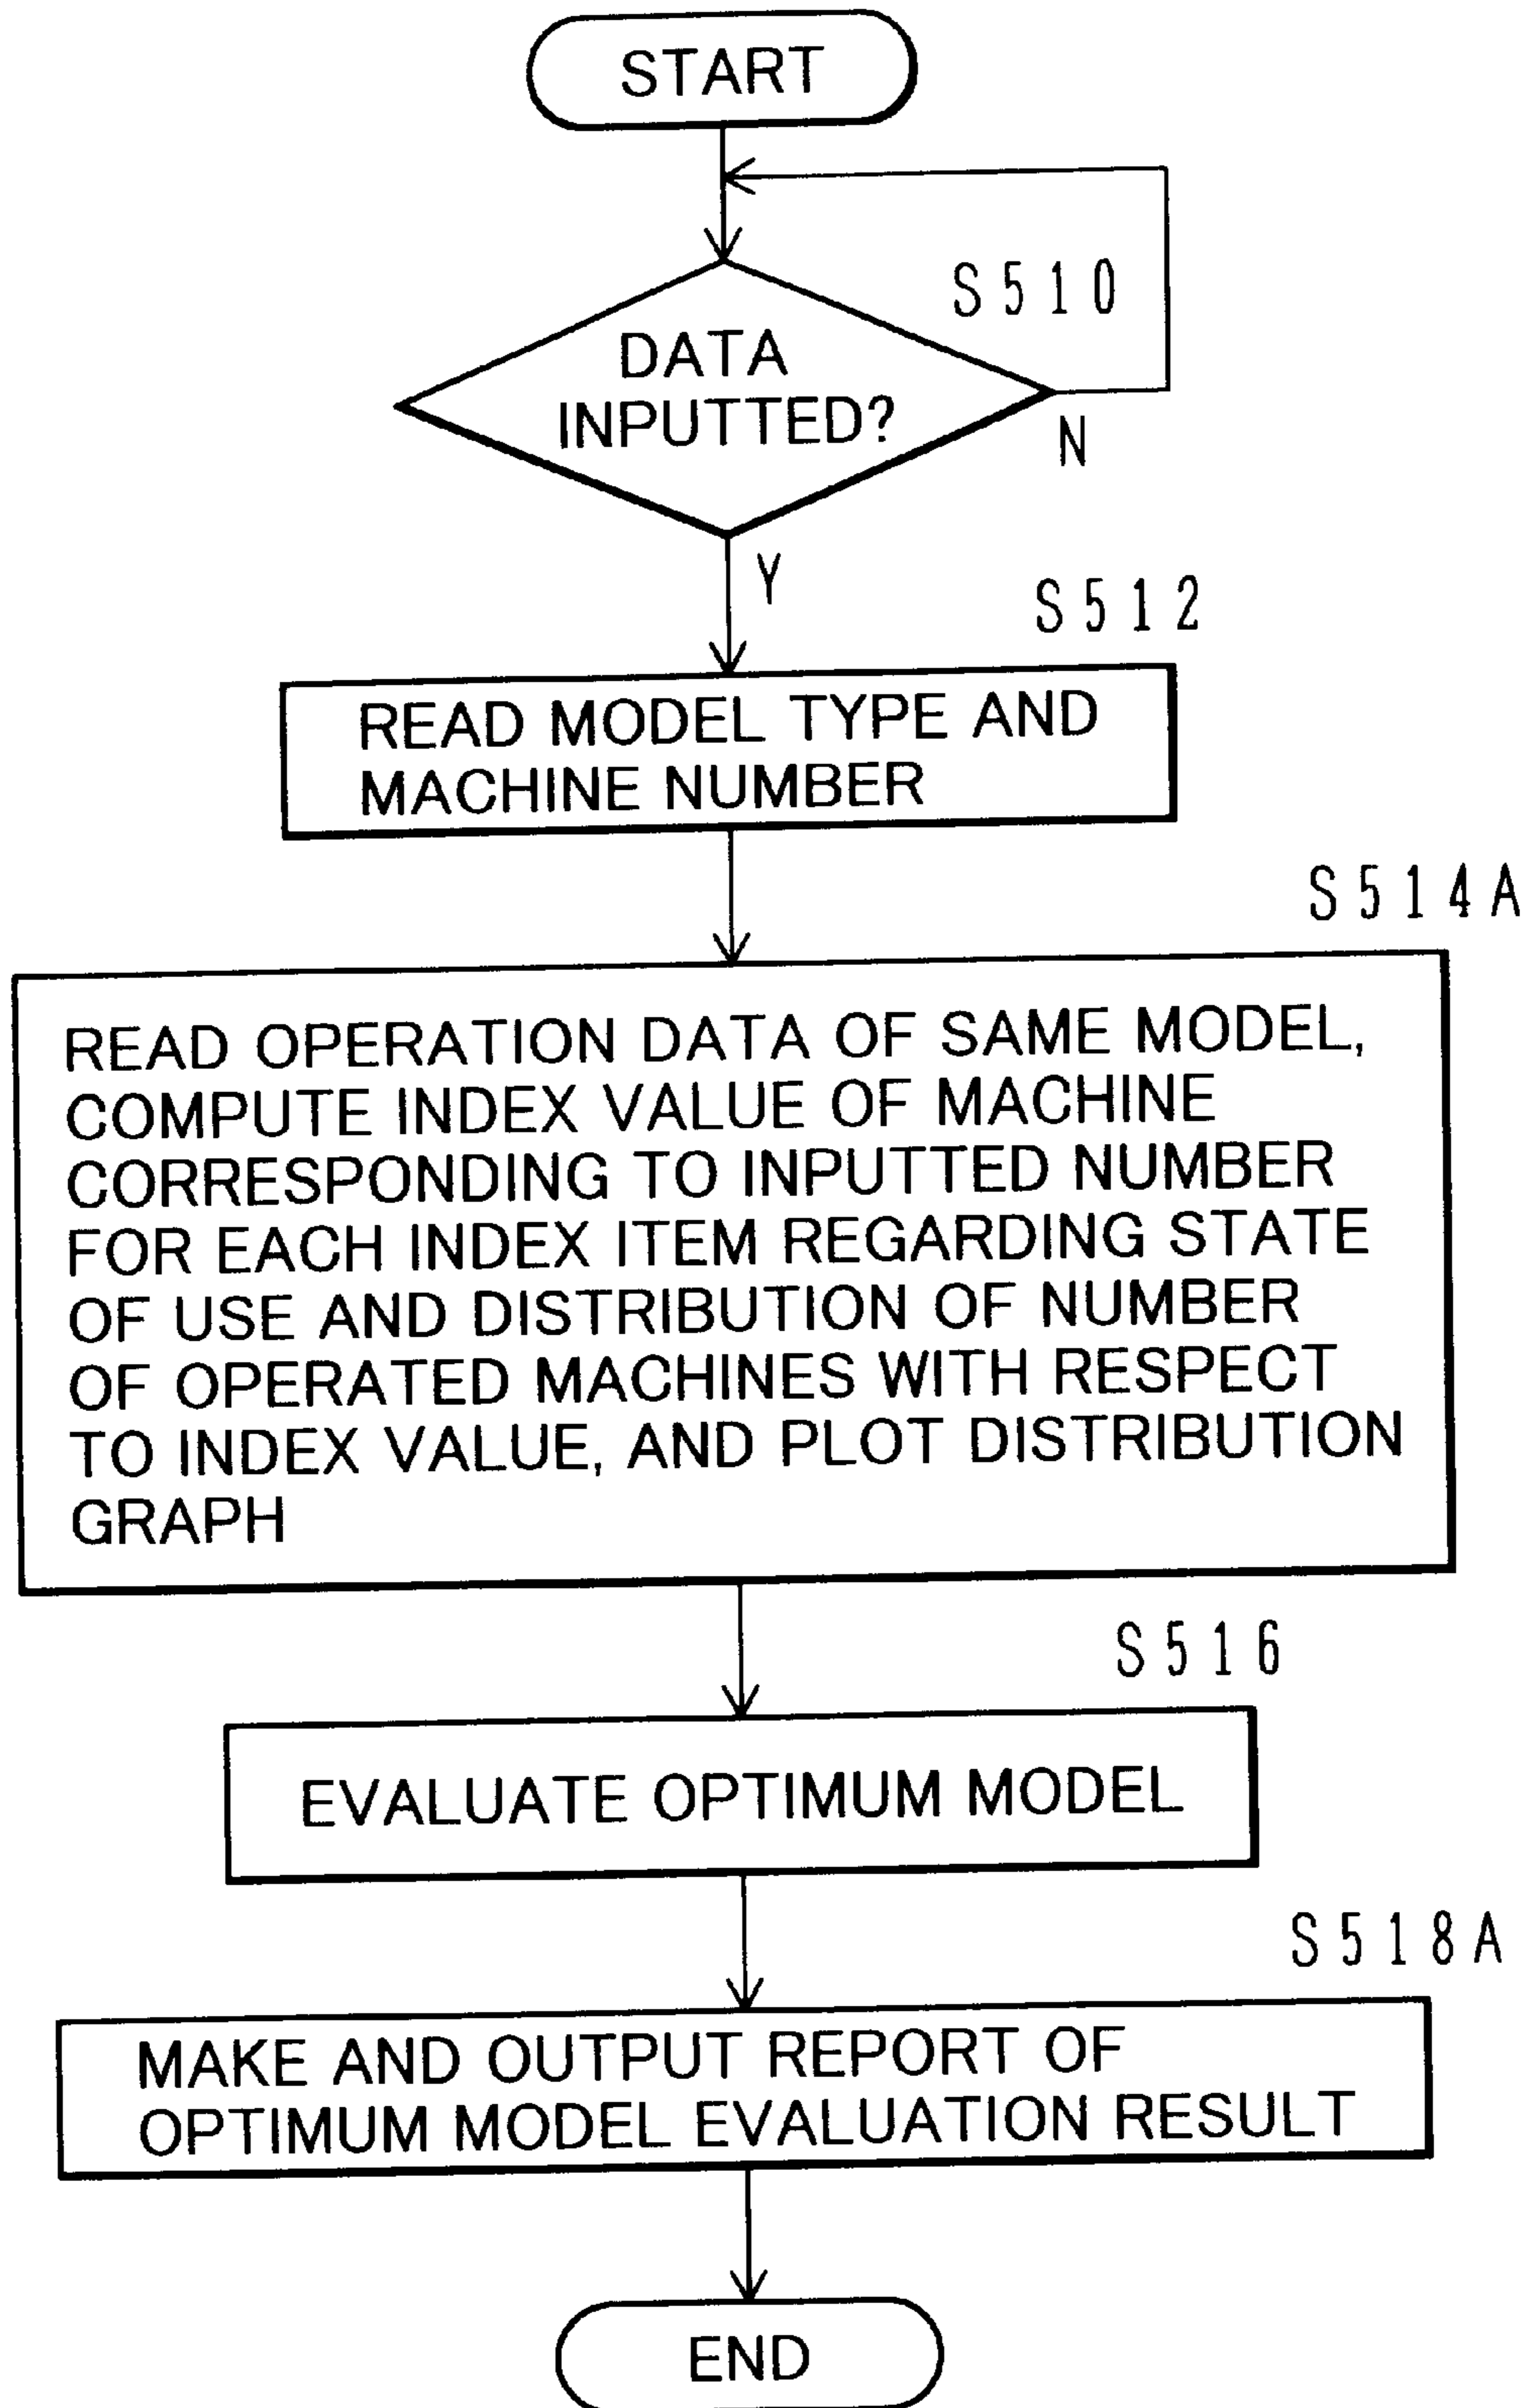 START
S510
DATA
INPUTTED?
N
Y
S512
READ MODEL TYPE AND
MACHINE NUMBER
S514A
READ OPERATION DATA OF SAME MODEL,
COMPUTE INDEX VALUE OF MACHINE
CORRESPONDING TO INPUTTED NUMBER
FOR EACH INDEX ITEM REGARDING STATE
OF USE AND DISTRIBUTION OF NUMBER
OF OPERATED MACHINES WITH RESPECT
TO INDEX VALUE, AND PLOT DISTRIBUTION
GRAPH
S516
EVALUATE OPTIMUM MODEL
S518A
MAKE AND OUTPUT REPORT OF
OPTIMUM MODEL EVALUATION RESULT
END